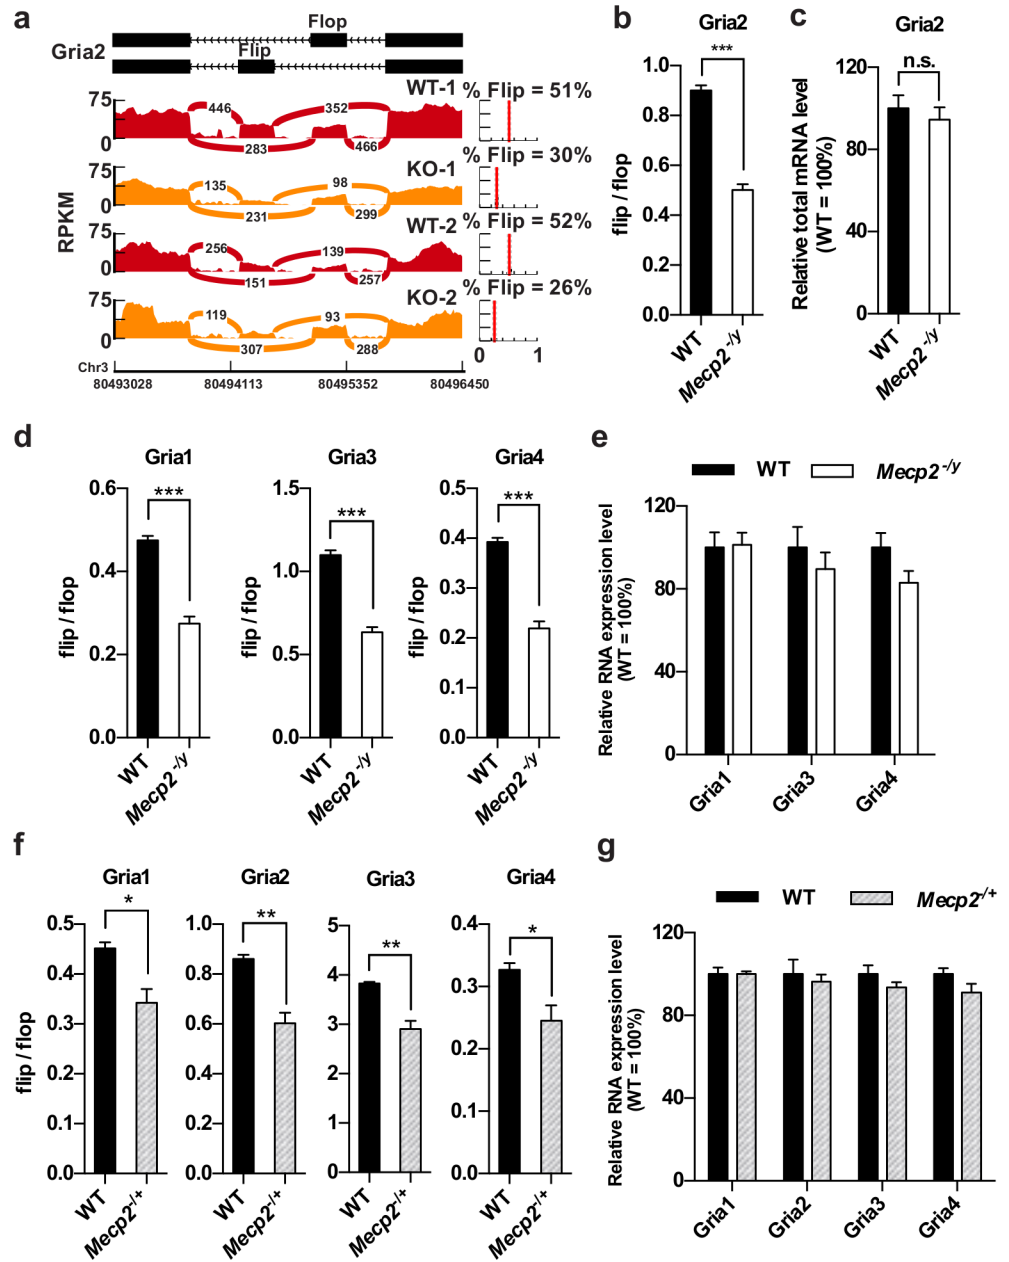 a
Flop
Gria2
Flip
WT-1 % Flip = 51%
75
0
446
352
283
466
KO-1 % Flip = 30%
75
0
135
98
231
299
WT-2 % Flip = 52%
75
0
256
139
151
257
KO-2 % Flip = 26%
75
0
119
93
307
288
RPKM
0 1
Chr3
80493028 80494113 80495352 80496450
b
Gria2
***
flip / flop
1.0
0.8
0.6
0.4
0.2
0.0
WT
Mecp2-/y
c
Gria2
n.s.
Relative total mRNA level
(WT = 100%)
120
80
40
0
WT
Mecp2-/y
d
Gria1
***
flip / flop
0.6
0.4
0.2
0.0
WT
Mecp2-/y
Gria3
***
flip / flop
1.5
1.0
0.5
0.0
WT
Mecp2-/y
Gria4
***
flip / flop
0.5
0.4
0.3
0.2
0.1
0.0
WT
Mecp2-/y
e
WT Mecp2-/y
Relative RNA expression level
(WT = 100%)
120
80
40
0
Gria1 Gria3 Gria4
f
Gria1
*
flip / flop
0.5
0.4
0.3
0.2
0.1
0.0
WT
Mecp2-/+
Gria2
**
1.0
0.8
0.6
0.4
0.2
0.0
WT
Mecp2-/+
Gria3
**
5
4
3
2
1
0
WT
Mecp2-/+
Gria4
*
0.4
0.3
0.2
0.1
0.0
WT
Mecp2-/+
g
WT Mecp2-/+
Relative RNA expression level
(WT = 100%)
120
80
40
0
Gria1 Gria2 Gria3 Gria4